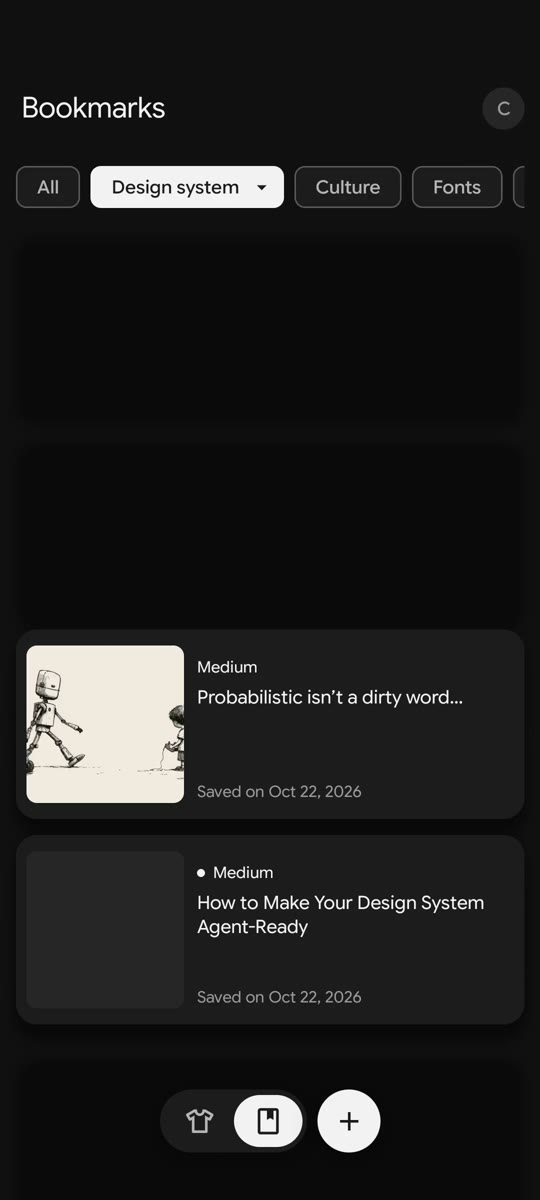 Bookmarks
C
All
Design system
Culture
Fonts
Medium
Probabilistic isn’t a dirty word...
Saved on Oct 22, 2026
Medium
How to Make Your Design System
Agent-Ready
Saved on Oct 22, 2026